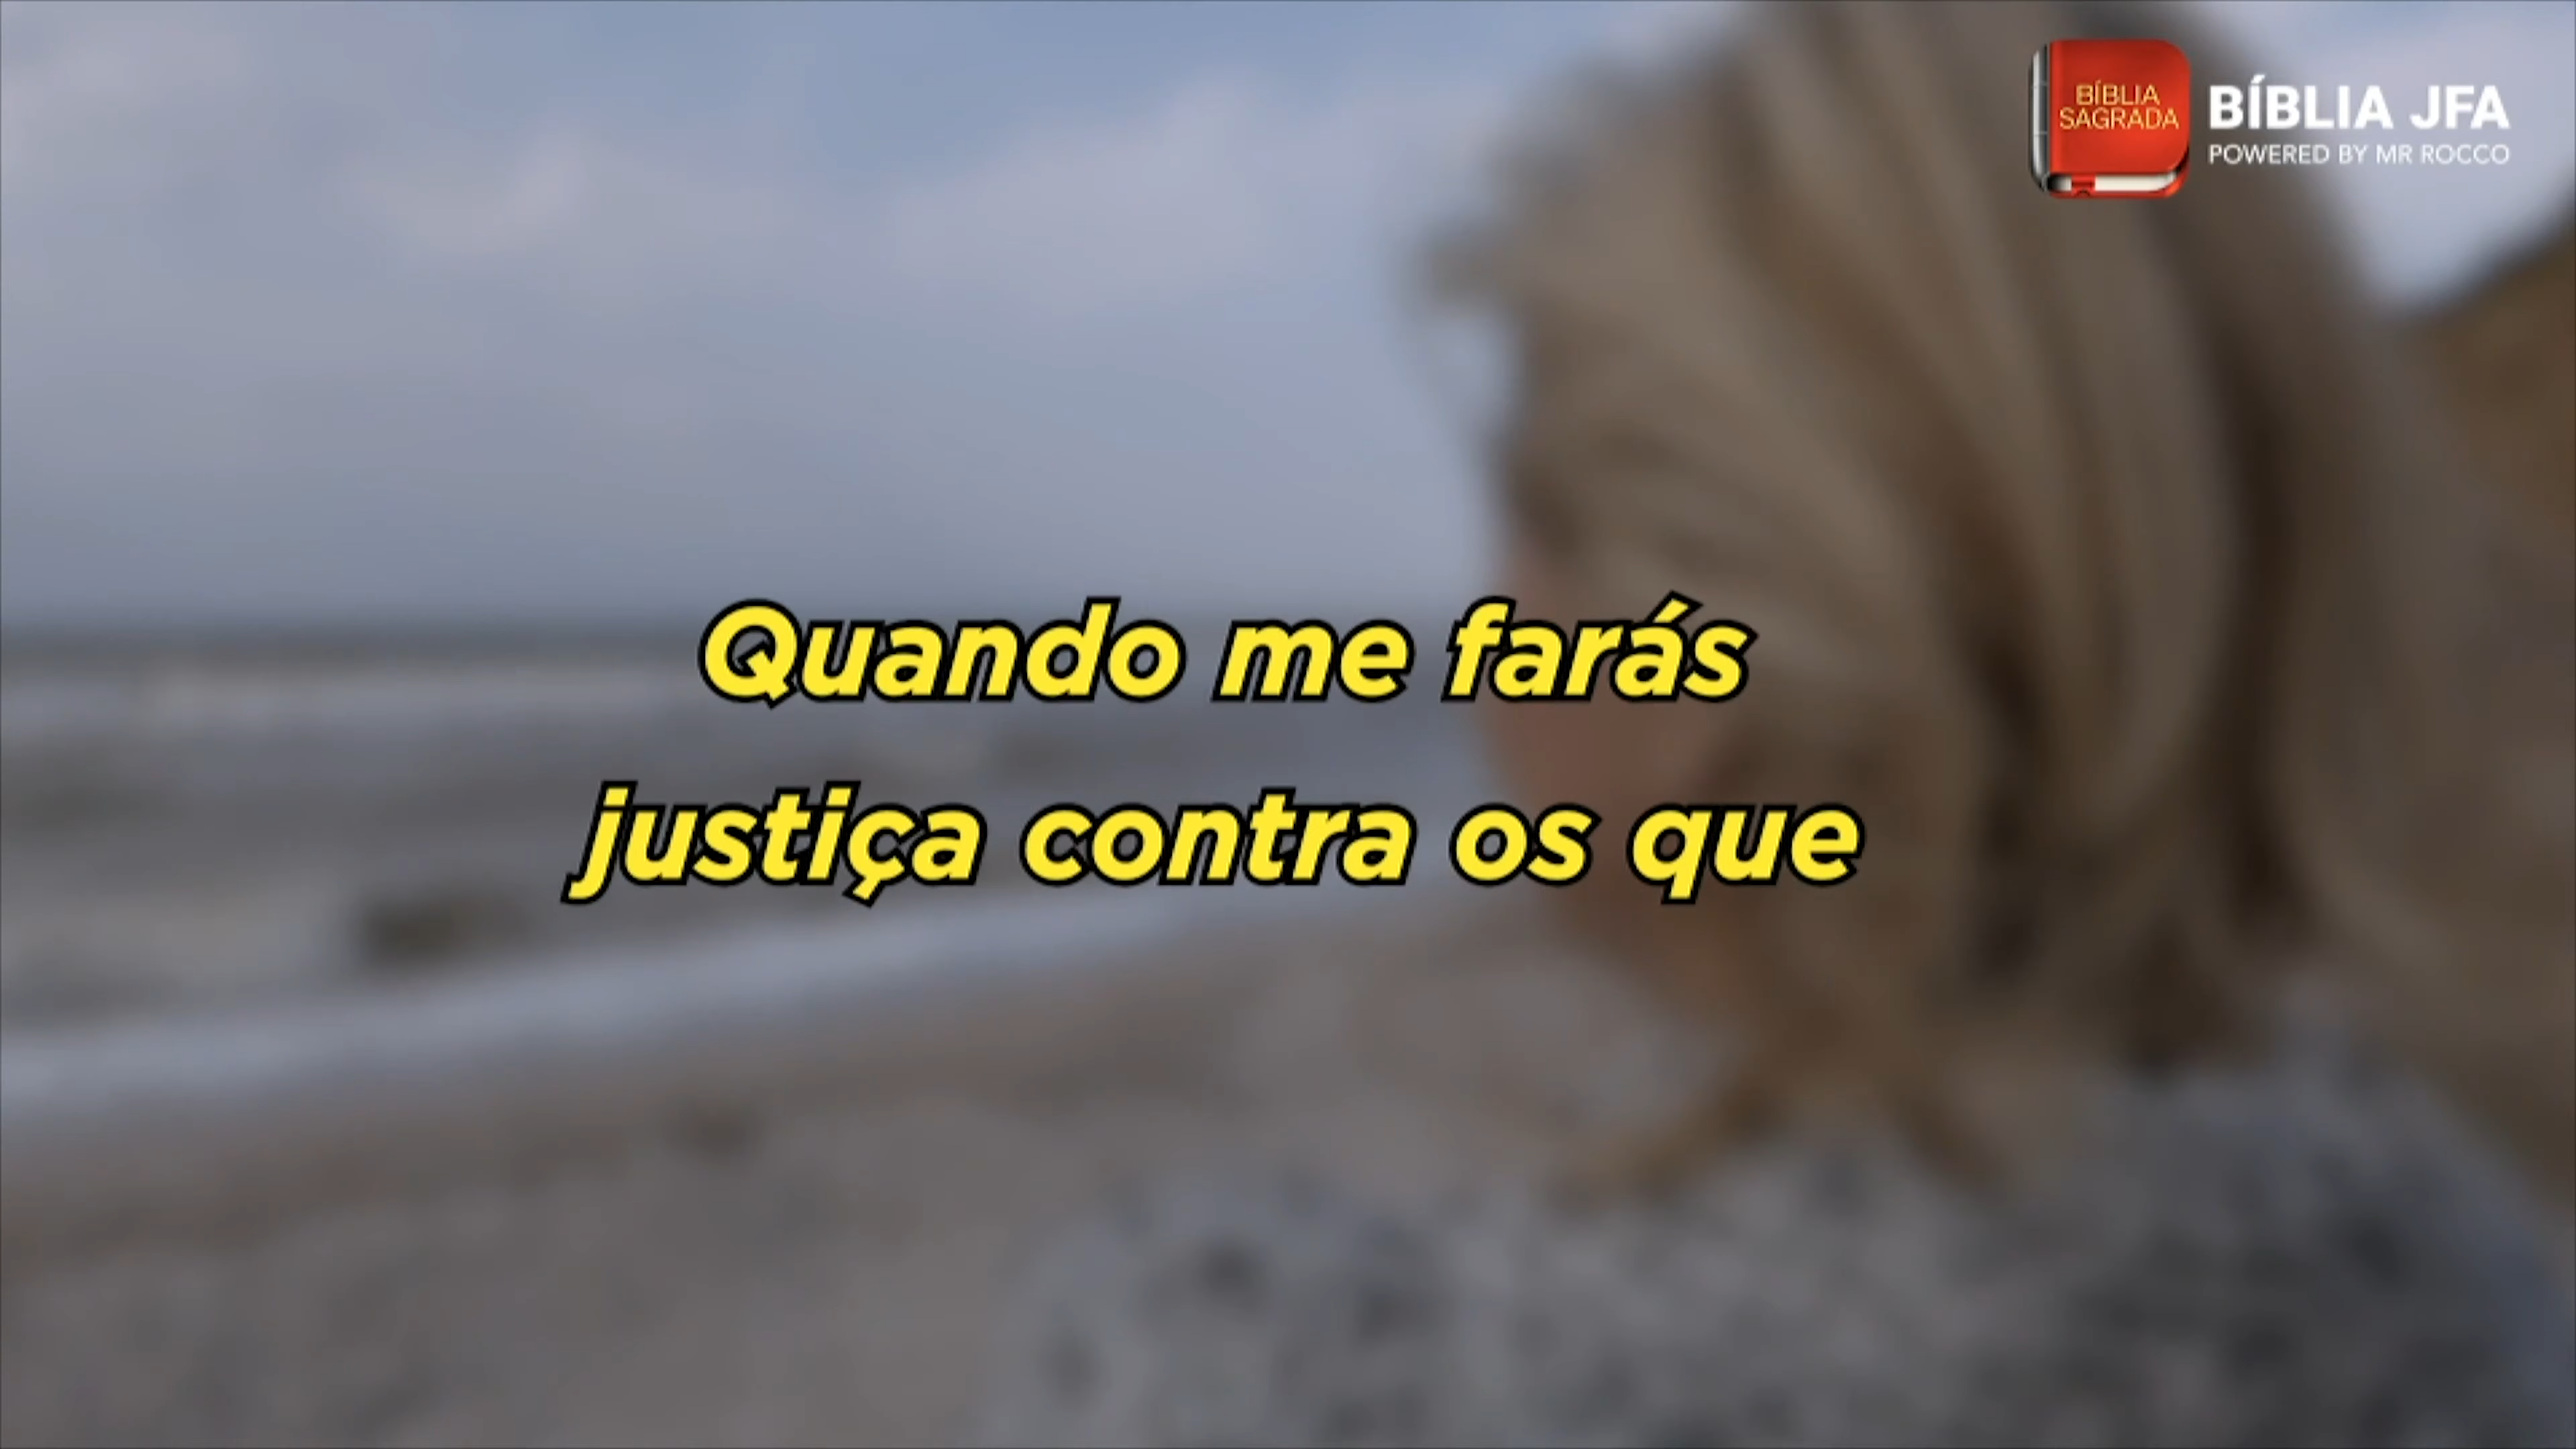 BÍBLIA
SAGRADA
BÍBLIA JFA
POWERED BY MR ROCCO
Quando me farás
justiça contra os que